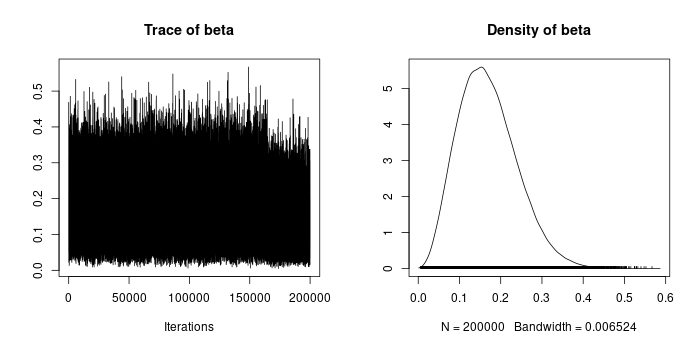 Trace of beta
0.0 0.1 0.2 0.3 0.4 0.5
0 50000 100000 150000 200000
Iterations
Density of beta
0 1 2 3 4 5
0.0 0.1 0.2 0.3 0.4 0.5 0.6
N = 200000 Bandwidth = 0.006524